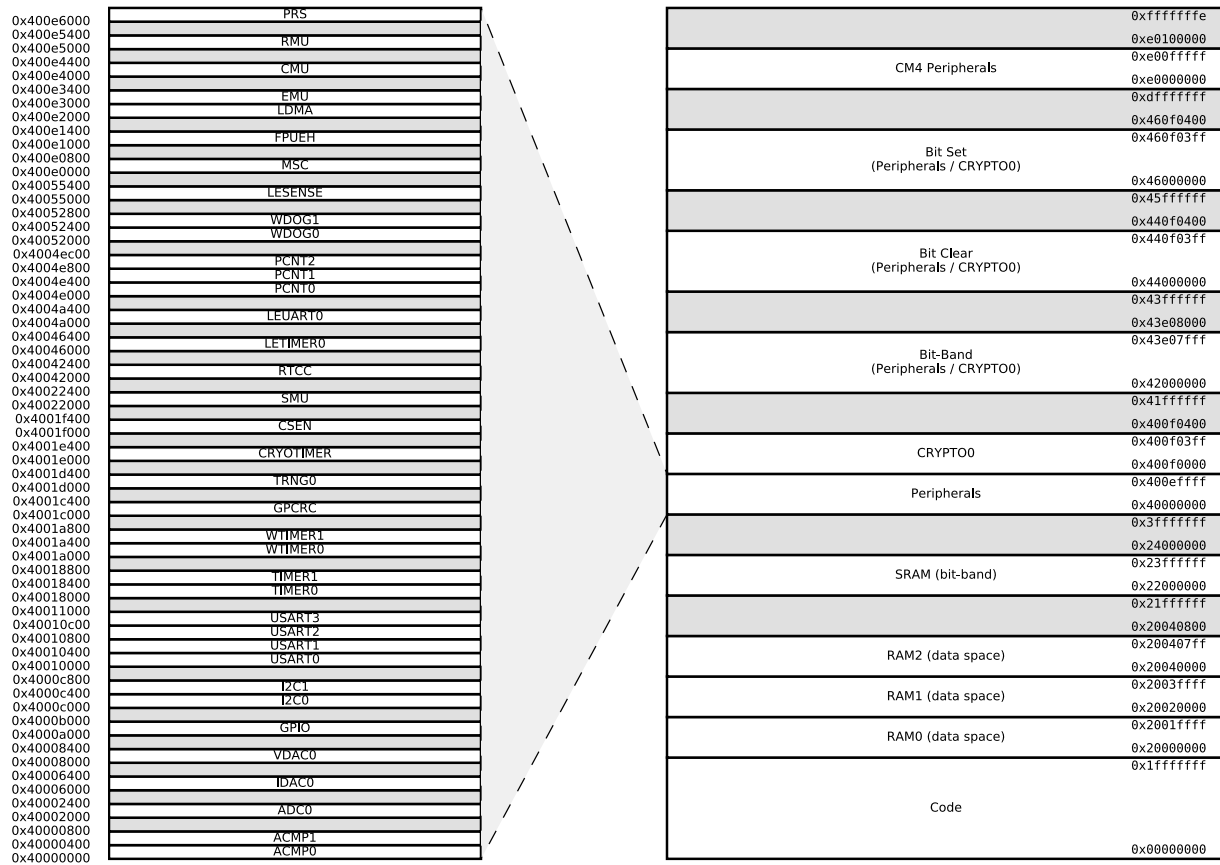 PRS
0x400e6000
0x400e5400
RMU
0x400e5000
0x400e4400
CMU
0x400e4000
0x400e3400
EMU
0x400e3000
LDMA
0x400e2000
0x400e1400
FPUEH
0x400e1000
0x400e0800
MSC
0x400e0000
0x40055400
LESENSE
0x40055000
0x40052800
WDOG1
0x40052400
WDOG0
0x40052000
0x4004ec00
PCNT2
0x4004e800
PCNT1
0x4004e400
PCNT0
0x4004e000
0x4004a400
LEUART0
0x4004a000
0x40046400
LETIMER0
0x40046000
0x40042400
RTCC
0x40042000
0x40022400
SMU
0x40022000
0x4001f400
CSEN
0x4001f000
0x4001e400
CRYOTIMER
0x4001e000
0x4001d400
TRNG0
0x4001d000
0x4001c400
GPCRC
0x4001c000
0x4001a800
WTIMER1
0x4001a400
WTIMER0
0x4001a000
0x40018800
TIMER1
0x40018400
TIMER0
0x40018000
0x40011000
USART3
0x40010c00
USART2
0x40010800
USART1
0x40010400
USART0
0x40010000
0x4000c800
I2C1
0x4000c400
I2C0
0x4000c000
0x4000b000
GPIO
0x4000a000
0x40008400
VDAC0
0x40008000
0x40006400
IDAC0
0x40006000
0x40002400
ADC0
0x40002000
0x40000800
ACMP1
0x40000400
ACMP0
0x40000000
0xfffffffe
0xe0100000
0xe00fffff
CM4 Peripherals
0xe0000000
0xdfffffff
0x460f0400
0x460f03ff
Bit Set
(Peripherals / CRYPTO0)
0x46000000
0x45ffffff
0x440f0400
0x440f03ff
Bit Clear
(Peripherals / CRYPTO0)
0x44000000
0x43ffffff
0x43e08000
0x43e07fff
Bit-Band
(Peripherals / CRYPTO0)
0x42000000
0x41ffffff
0x400f0400
0x400f03ff
CRYPTO0
0x400f0000
0x400effff
Peripherals
0x40000000
0x3fffffff
0x24000000
0x23ffffff
SRAM (bit-band)
0x22000000
0x21ffffff
0x20040800
0x200407ff
RAM2 (data space)
0x20040000
0x2003ffff
RAM1 (data space)
0x20020000
0x2001ffff
RAM0 (data space)
0x20000000
0x1fffffff
Code
0x00000000